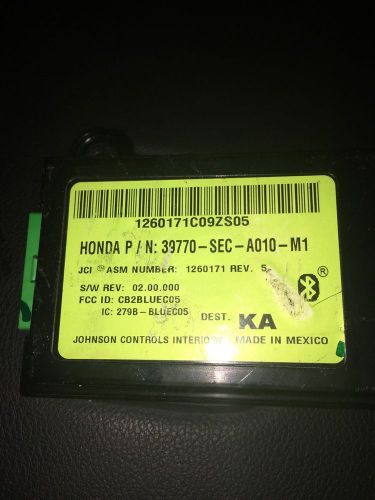 1260171C09ZS05
HONDA P/N: 39770-SEC-A010-M1
JCI ASM NUMBER: 1260171 REV. 5
S/W REV: 02.00.000
FCC ID: CB2BLUEC05
IC: 279B-BLUEC05
DEST. KA
®
JOHNSON CONTROLS INTERIORS MADE IN MEXICO